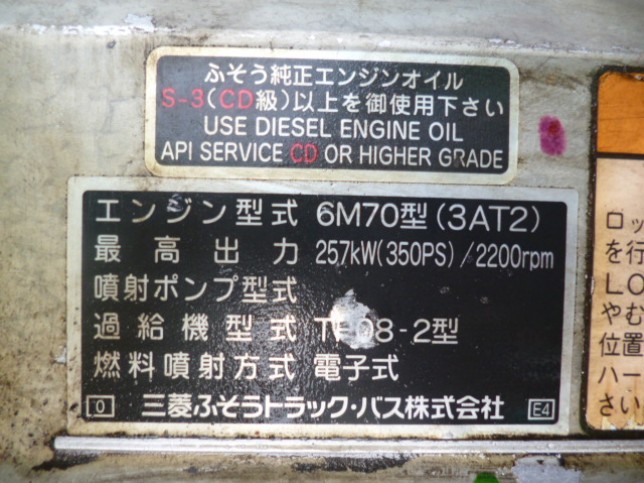 ふそう純正エンジンオイル
S-3(CD級)以上を御使用下さい
USE DIESEL ENGINE OIL
API SERVICE CD OR HIGHER GRADE
エンジン型式 6M70型(3AT2)
最高出力 257kW(350PS)/2200rpm
噴射ポンプ型式
過給機型式 08-2型
燃料噴射方式 電子式
0 三菱ふそうトラック・バス株式会社 E4
ロッ
を行
LO
やむ
位置
ハー
さい